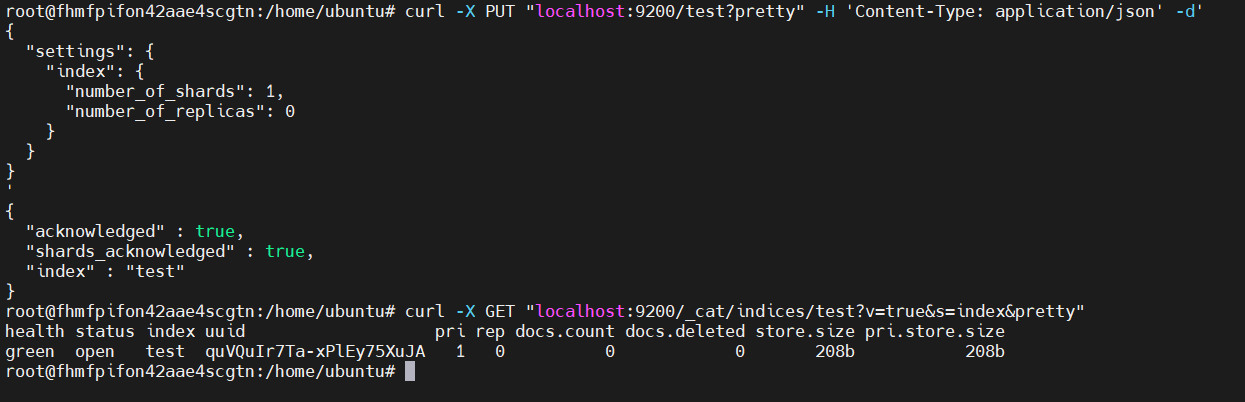 root@fhmfpifon42aae4scgtn:/home/ubuntu# curl -X PUT "localhost:9200/test?pretty" -H 'Content-Type: application/json' -d'
{
  "settings": {
    "index": {
      "number_of_shards": 1,
      "number_of_replicas": 0
    }
  }
}
'
{
  "acknowledged" : true,
  "shards_acknowledged" : true,
  "index" : "test"
}
root@fhmfpifon42aae4scgtn:/home/ubuntu# curl -X GET "localhost:9200/_cat/indices/test?v=true&s=index&pretty"
health status index uuid                   pri rep docs.count docs.deleted store.size pri.store.size
green  open   test  quVQuIr7Ta-xPlEy75XuJA   1   0          0            0       208b           208b
root@fhmfpifon42aae4scgtn:/home/ubuntu#